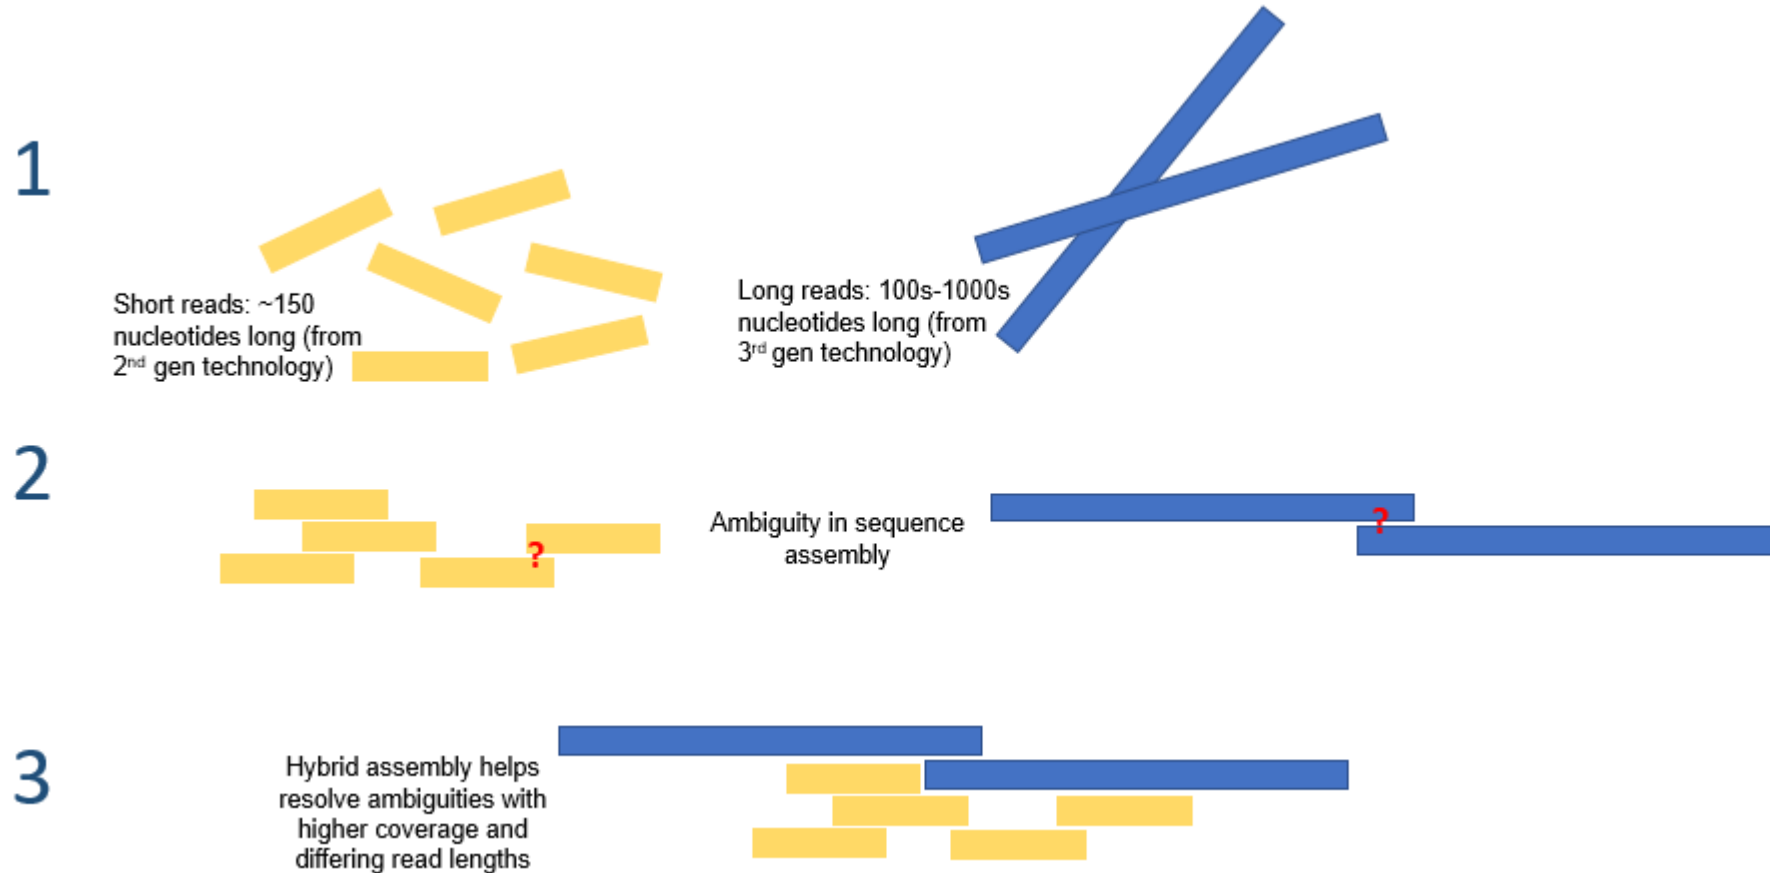 1
Short reads: ~150
nucleotides long (from
2nd gen technology)
Long reads: 100s-1000s
nucleotides long (from
3rd gen technology)
2
?
Ambiguity in sequence
assembly
?
3
Hybrid assembly helps
resolve ambiguities with
higher coverage and
differing read lengths